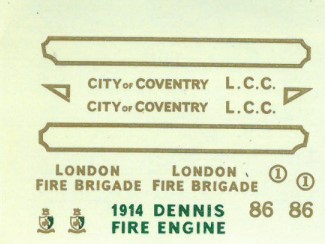 CITY OF COVENTRY L.C.C.
CITY OF COVENTRY L.C.C.
LONDON FIRE BRIGADE
LONDON FIRE BRIGADE
1 1
1914 DENNIS FIRE ENGINE
86 86